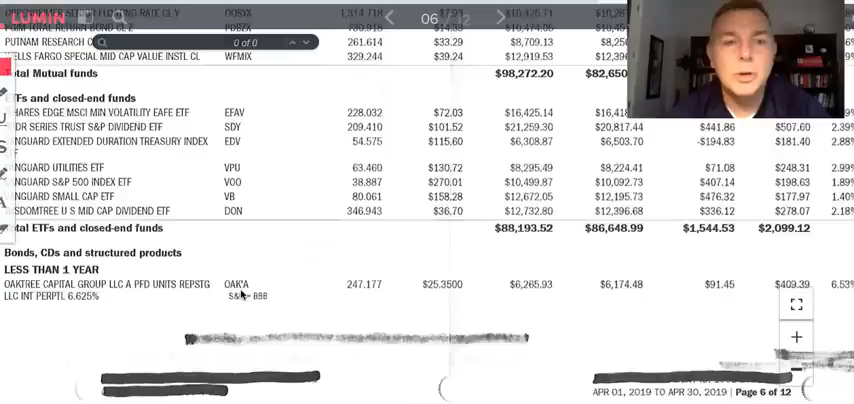 LUMIN
06
0 of 0
PUTNAM RESEARCH C 261.614 $33.29 $8,709.13
FARGO SPECIAL MID CAP VALUE INSTL CL WFMIX 329.244 $39.24 $12,919.53
Total Mutual funds $98,272.20 $82,650
and closed-end funds
EDGE MSCI MIN VOLATILITY EAFE ETF EFAV 228.032 $72.03 $16,425.14
SERIES TRUST S&P DIVIDEND ETF SDY 209.410 $101.52 $21,259.30 $20,817.44 $441.86 $507.60 2.39
EXTENDED DURATION TREASURY INDEX EDV 54.575 $115.60 $6,308.87 $6,503.70 -$194.83 $181.40 2.88
UTILITIES ETF VPU 63.460 $130.72 $8,295.49 $8,224.41 $71.08 $248.31 2.99
S&P 500 INDEX ETF VOO 38.887 $270.01 $10,499.87 $10,092.73 $407.14 $198.63 1.89
SMALL CAP ETF VB 80.061 $158.28 $12,672.05 $12,195.73 $476.32 $177.97 1.40
U S MID CAP DIVIDEND ETF DON 346.943 $36.70 $12,732.80 $12,396.68 $336.12 $278.07 2.18
ETFs and closed-end funds $88,193.52 $86,648.99 $1,544.53 $2,099.12
Bonds, CDs and structured products
LESS THAN 1 YEAR
OAKTREE CAPITAL GROUP LLC A PFD UNITS REPSTG OAK'A 247.177 $25.3500 $6,265.93 $6,174.48 $91.45 $409.39 6.53
LLC INT PERPTL 6.625% BBB
APR 01, 2019 TO APR 30, 2019 | Page 6 of 12